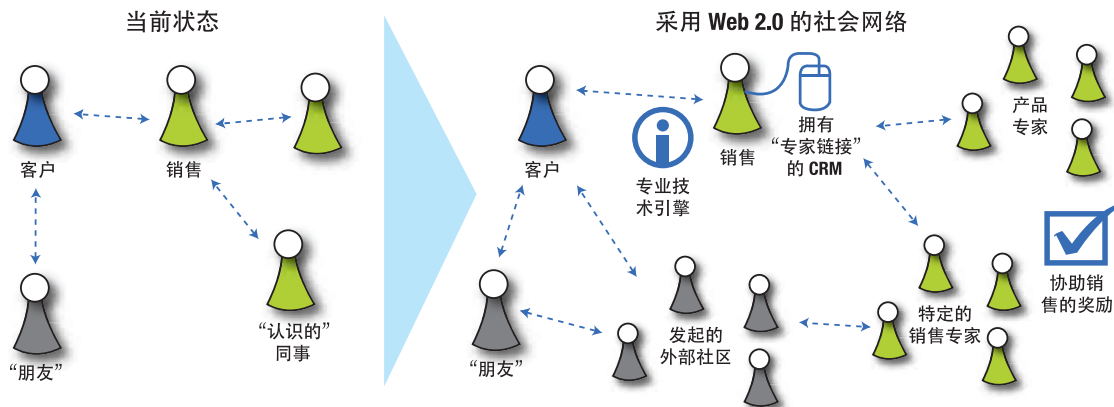 当前状态
客户
销售
“朋友”
“认识的”
同事
采用 Web 2.0 的社会网络
客户
专业技
术引擎
销售
拥有
“专家链接”
的 CRM
产品
专家
“朋友”
发起的
外部社区
特定的
销售专家
协助销
售的奖励